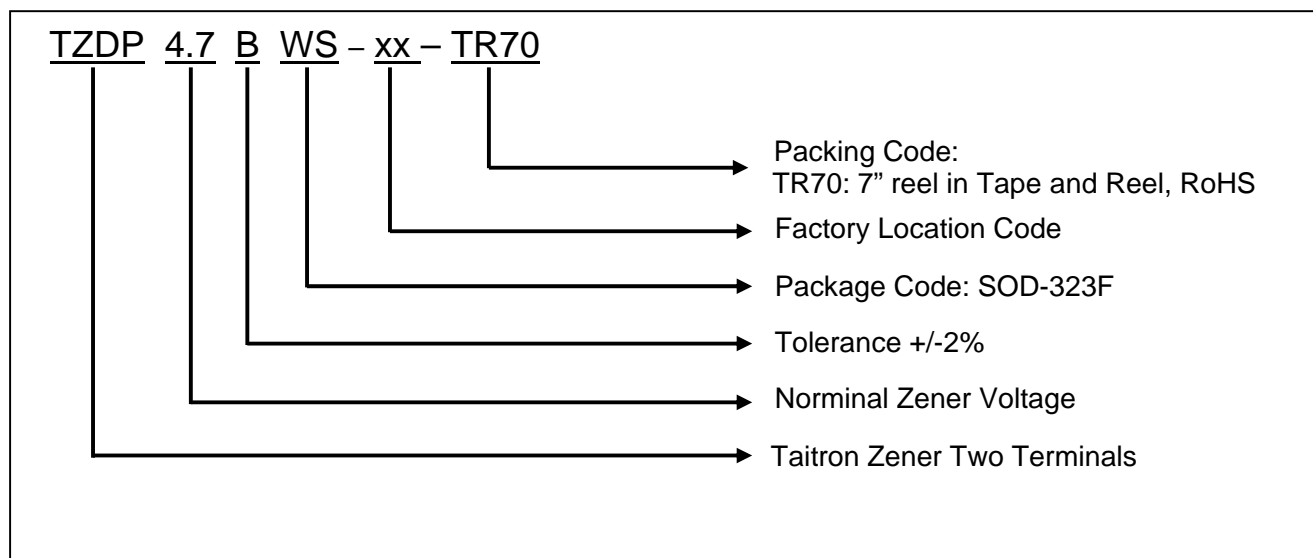 TZDP 4.7 B WS – xx – TR70
Packing Code:
TR70: 7” reel in Tape and Reel, RoHS
Factory Location Code
Package Code: SOD-323F
Tolerance +/-2%
Norminal Zener Voltage
Taitron Zener Two Terminals